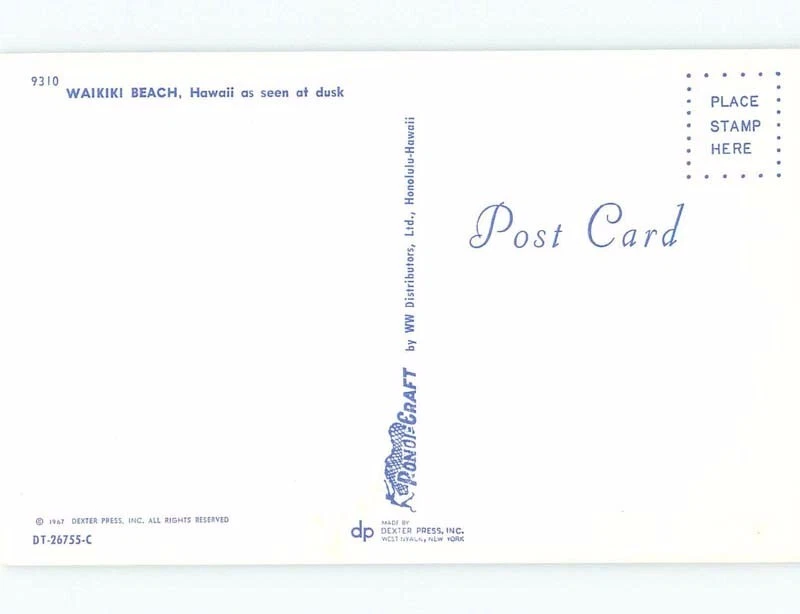 9310
WAIKIKI BEACH, Hawaii as seen at dusk
PLACE
STAMP
HERE
Post Card
by WW Distributors, Ltd., Honolulu-Hawaii
CRAFT
© 1967 DEXTER PRESS, INC. ALL RIGHTS RESERVED
DT-26755-C
dp
MADE BY
DEXTER PRESS, INC.
WEST NYACK, NEW YORK